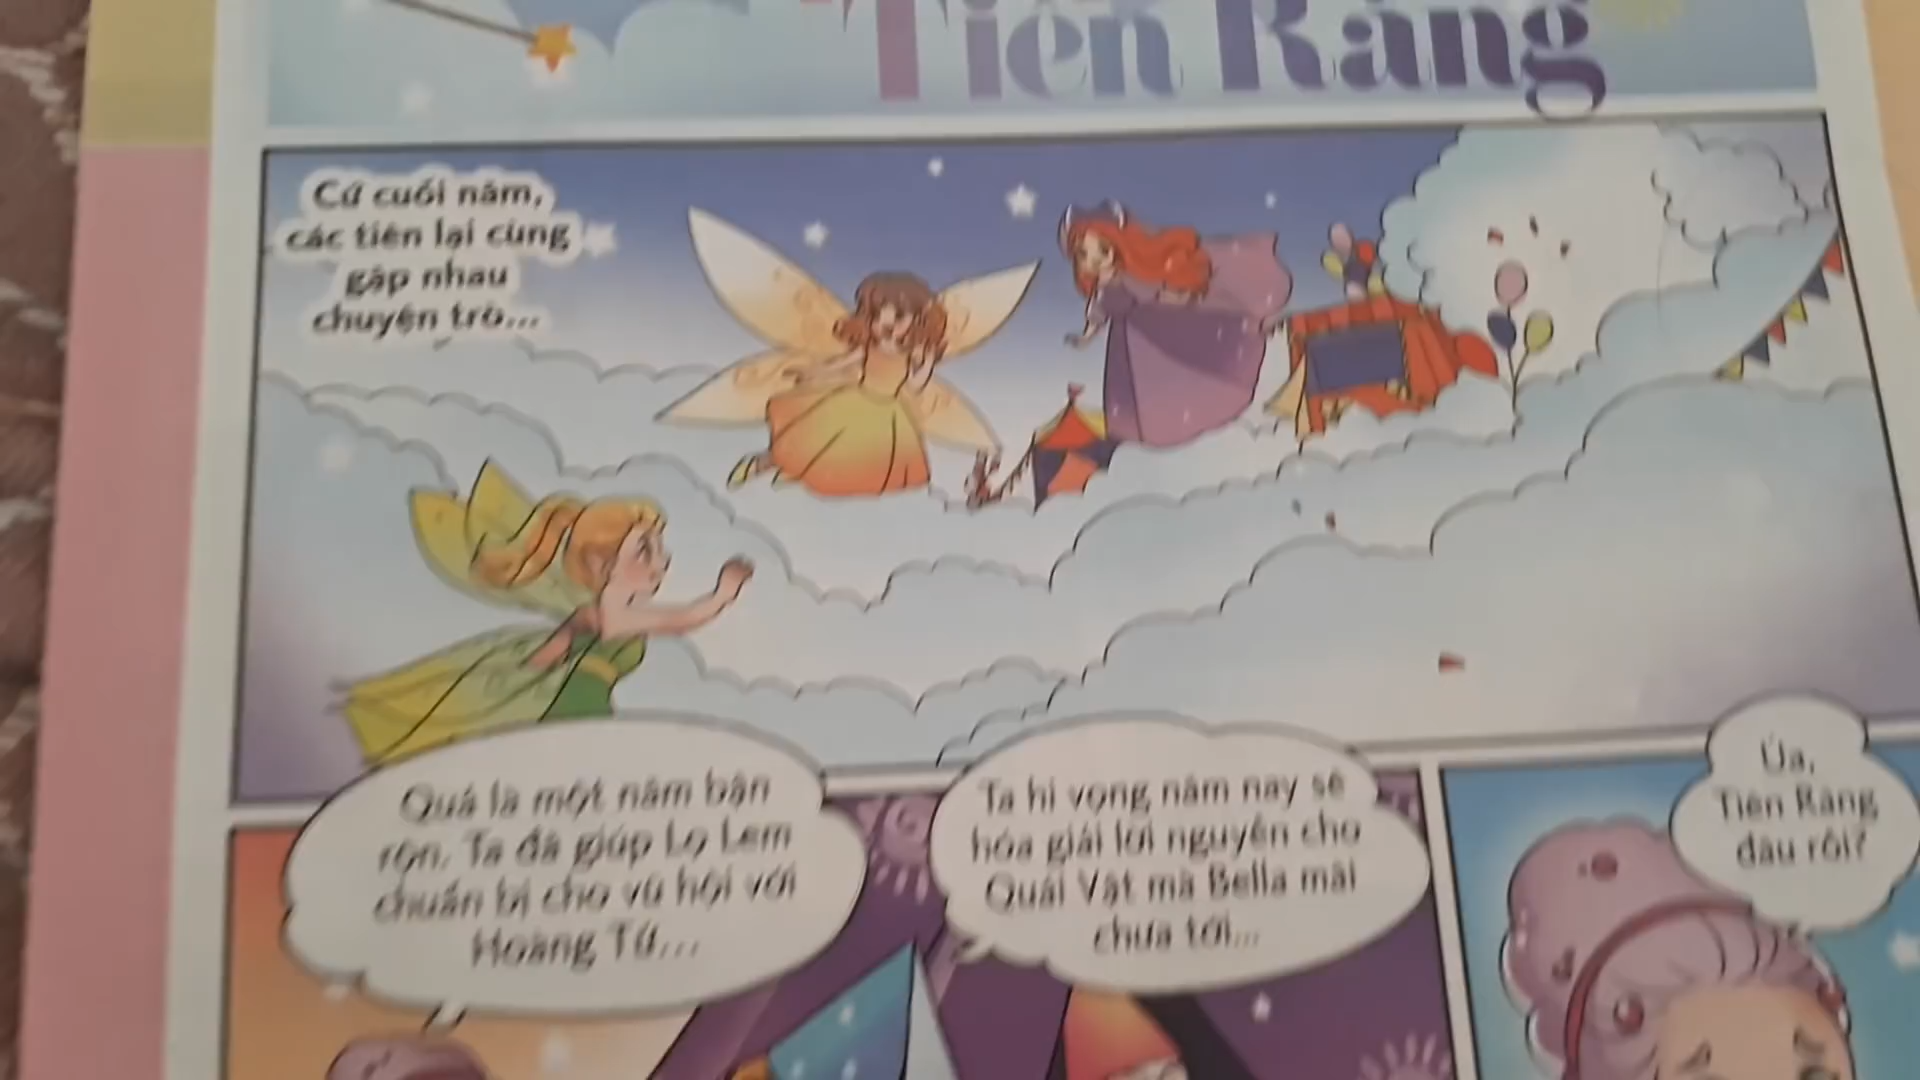 Tiên Răng
Cứ cuối năm,
các tiên lại cùng
gặp nhau
chuyện trò...
Quả là một năm bận
rộn. Ta đã giúp Lọ Lem
chuẩn bị cho vũ hội với
Hoàng Tử...
Ta hi vọng năm nay sẽ
hóa giải lời nguyền cho
Quái Vật mà Bella mãi
chưa tới...
Ủa,
Tiên Răng
đâu rồi?